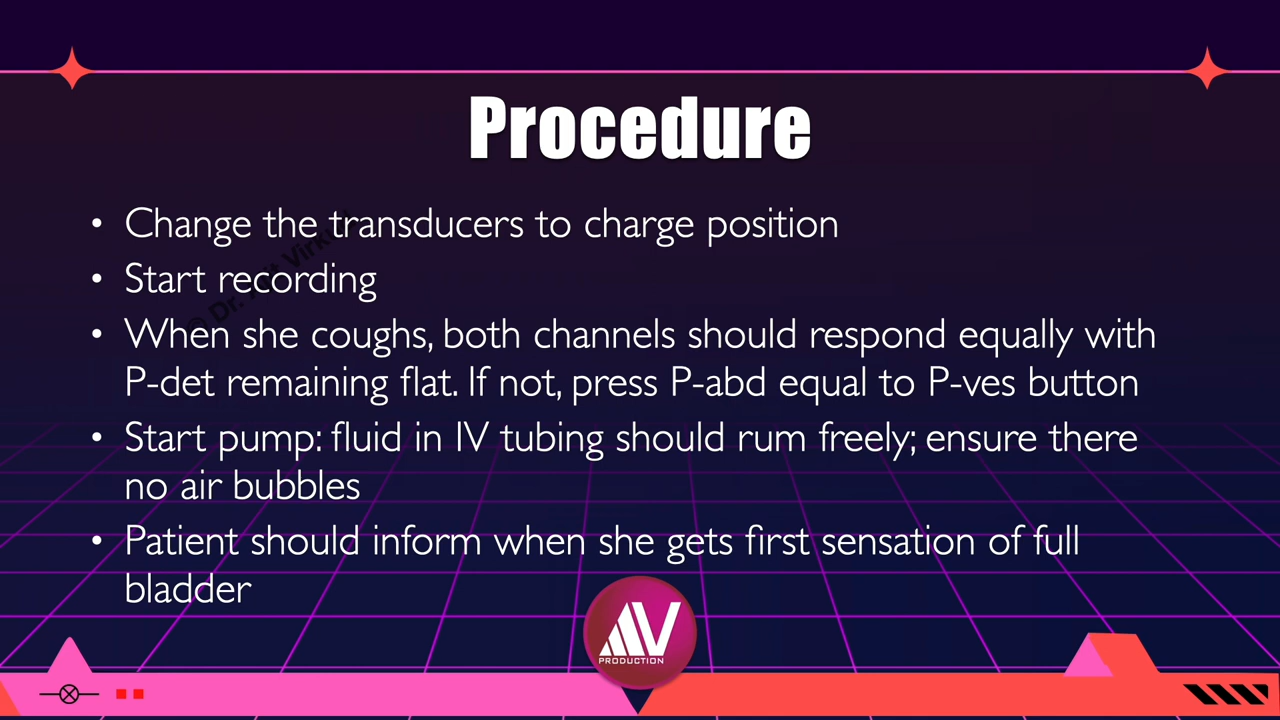 Procedure
• Change the transducers to charge position
• Start recording
• When she coughs, both channels should respond equally with
P-det remaining flat. If not, press P-abd equal to P-ves button
• Start pump: fluid in IV tubing should rum freely; ensure there
no air bubbles
• Patient should inform when she gets first sensation of full
bladder
AV
PRODUCTION
© Dr.